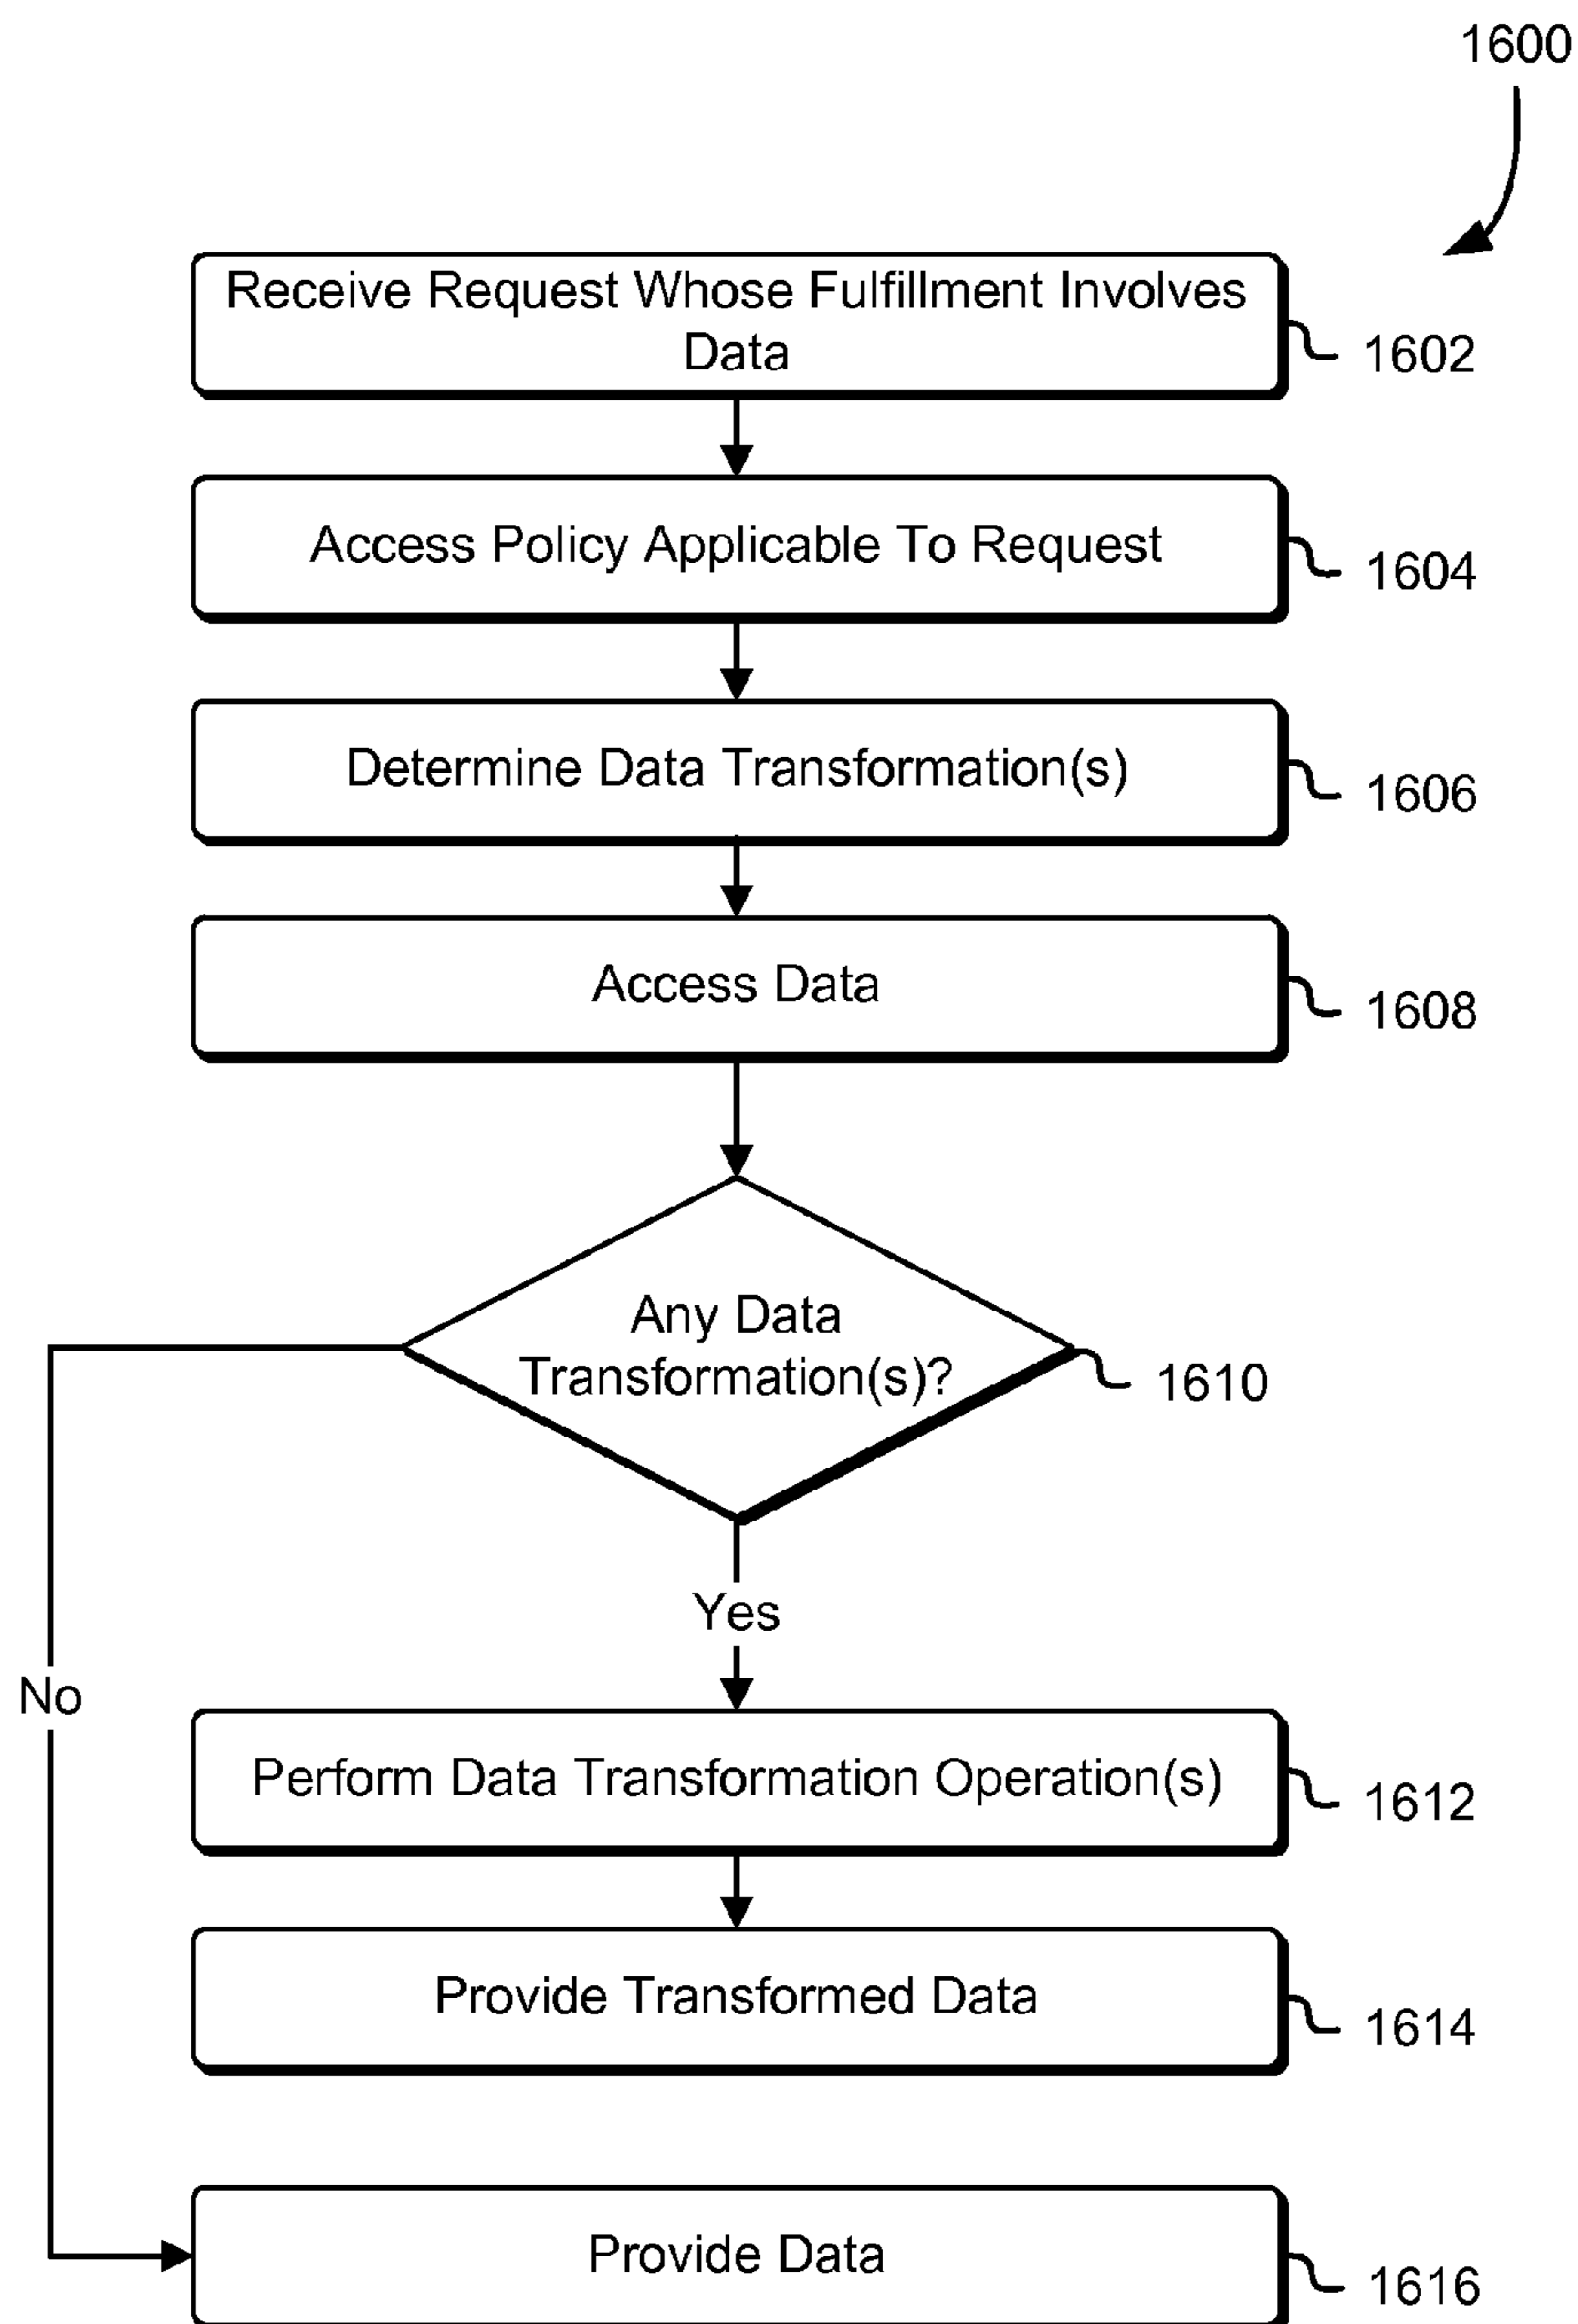 1600
Receive Request Whose Fulfillment Involves
Data
1602
Access Policy Applicable To Request
1604
Determine Data Transformation(s)
1606
Access Data
1608
Any Data
Transformation(s)?
1610
Yes
No
Perform Data Transformation Operation(s)
1612
Provide Transformed Data
1614
Provide Data
1616